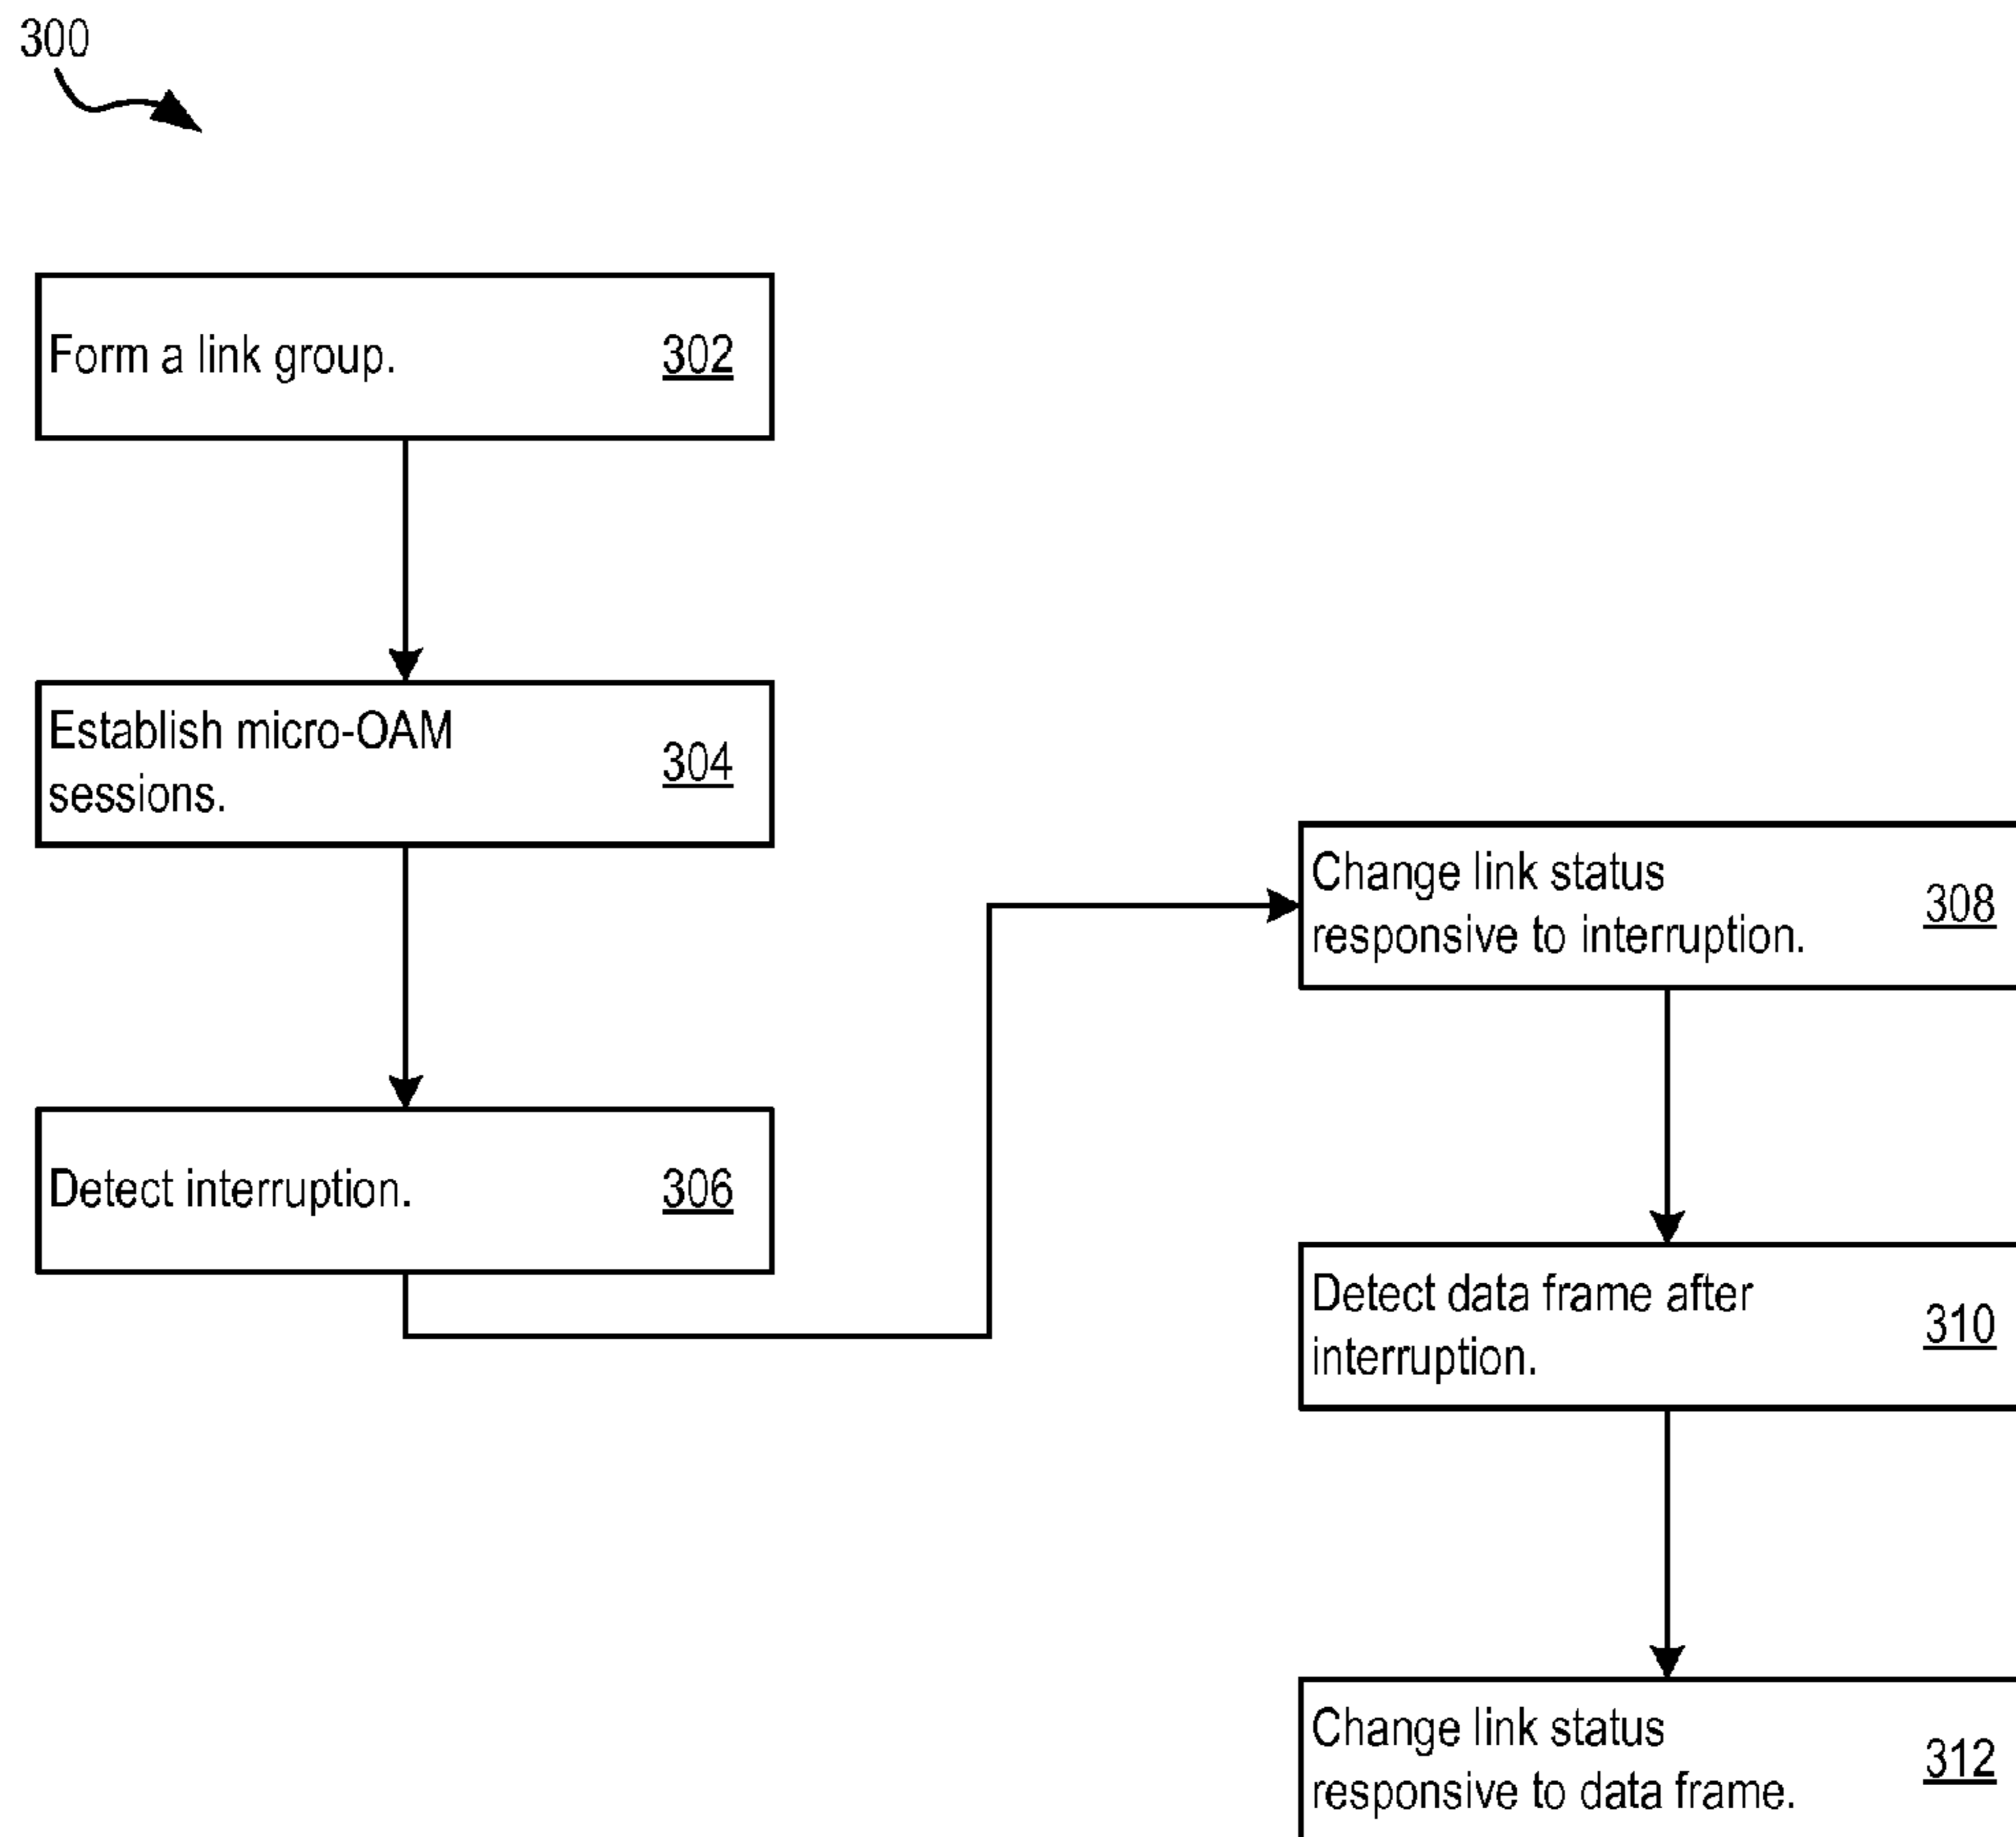 300
Form a link group. 302
Establish micro-OAM
sessions. 304
Detect interruption. 306
Change link status
responsive to interruption. 308
Detect data frame after
interruption. 310
Change link status
responsive to data frame. 312